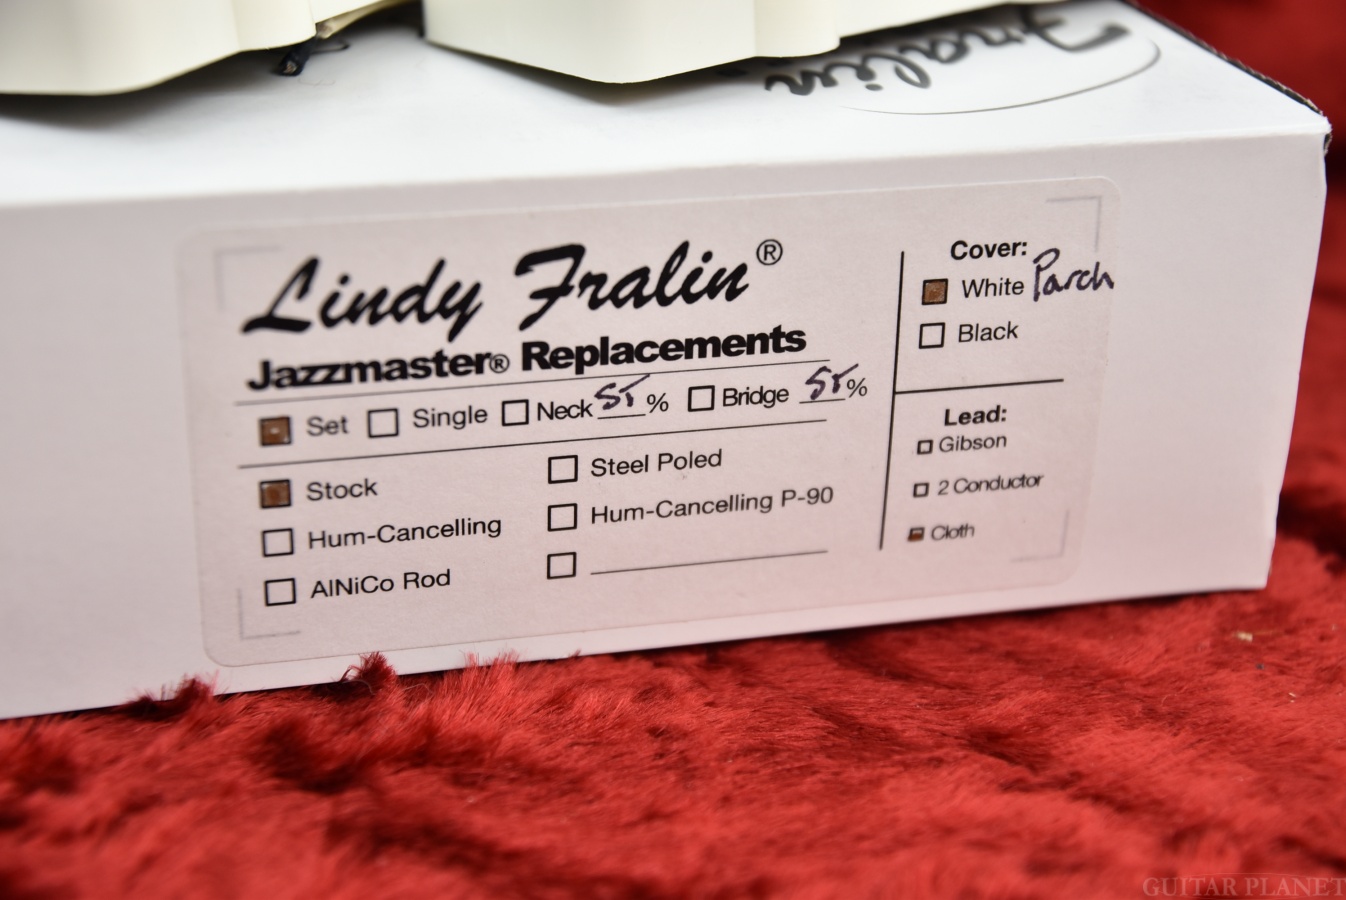 Fralin
Lindy Fralin®
Jazzmaster® Replacements
Set Single Neck ST % Bridge ST %
Stock
Hum-Cancelling
AlNiCo Rod
Steel Poled
Hum-Cancelling P-90
Cover:
White Parch
Black
Lead:
Gibson
2 Conductor
Cloth
GUITAR PLANET